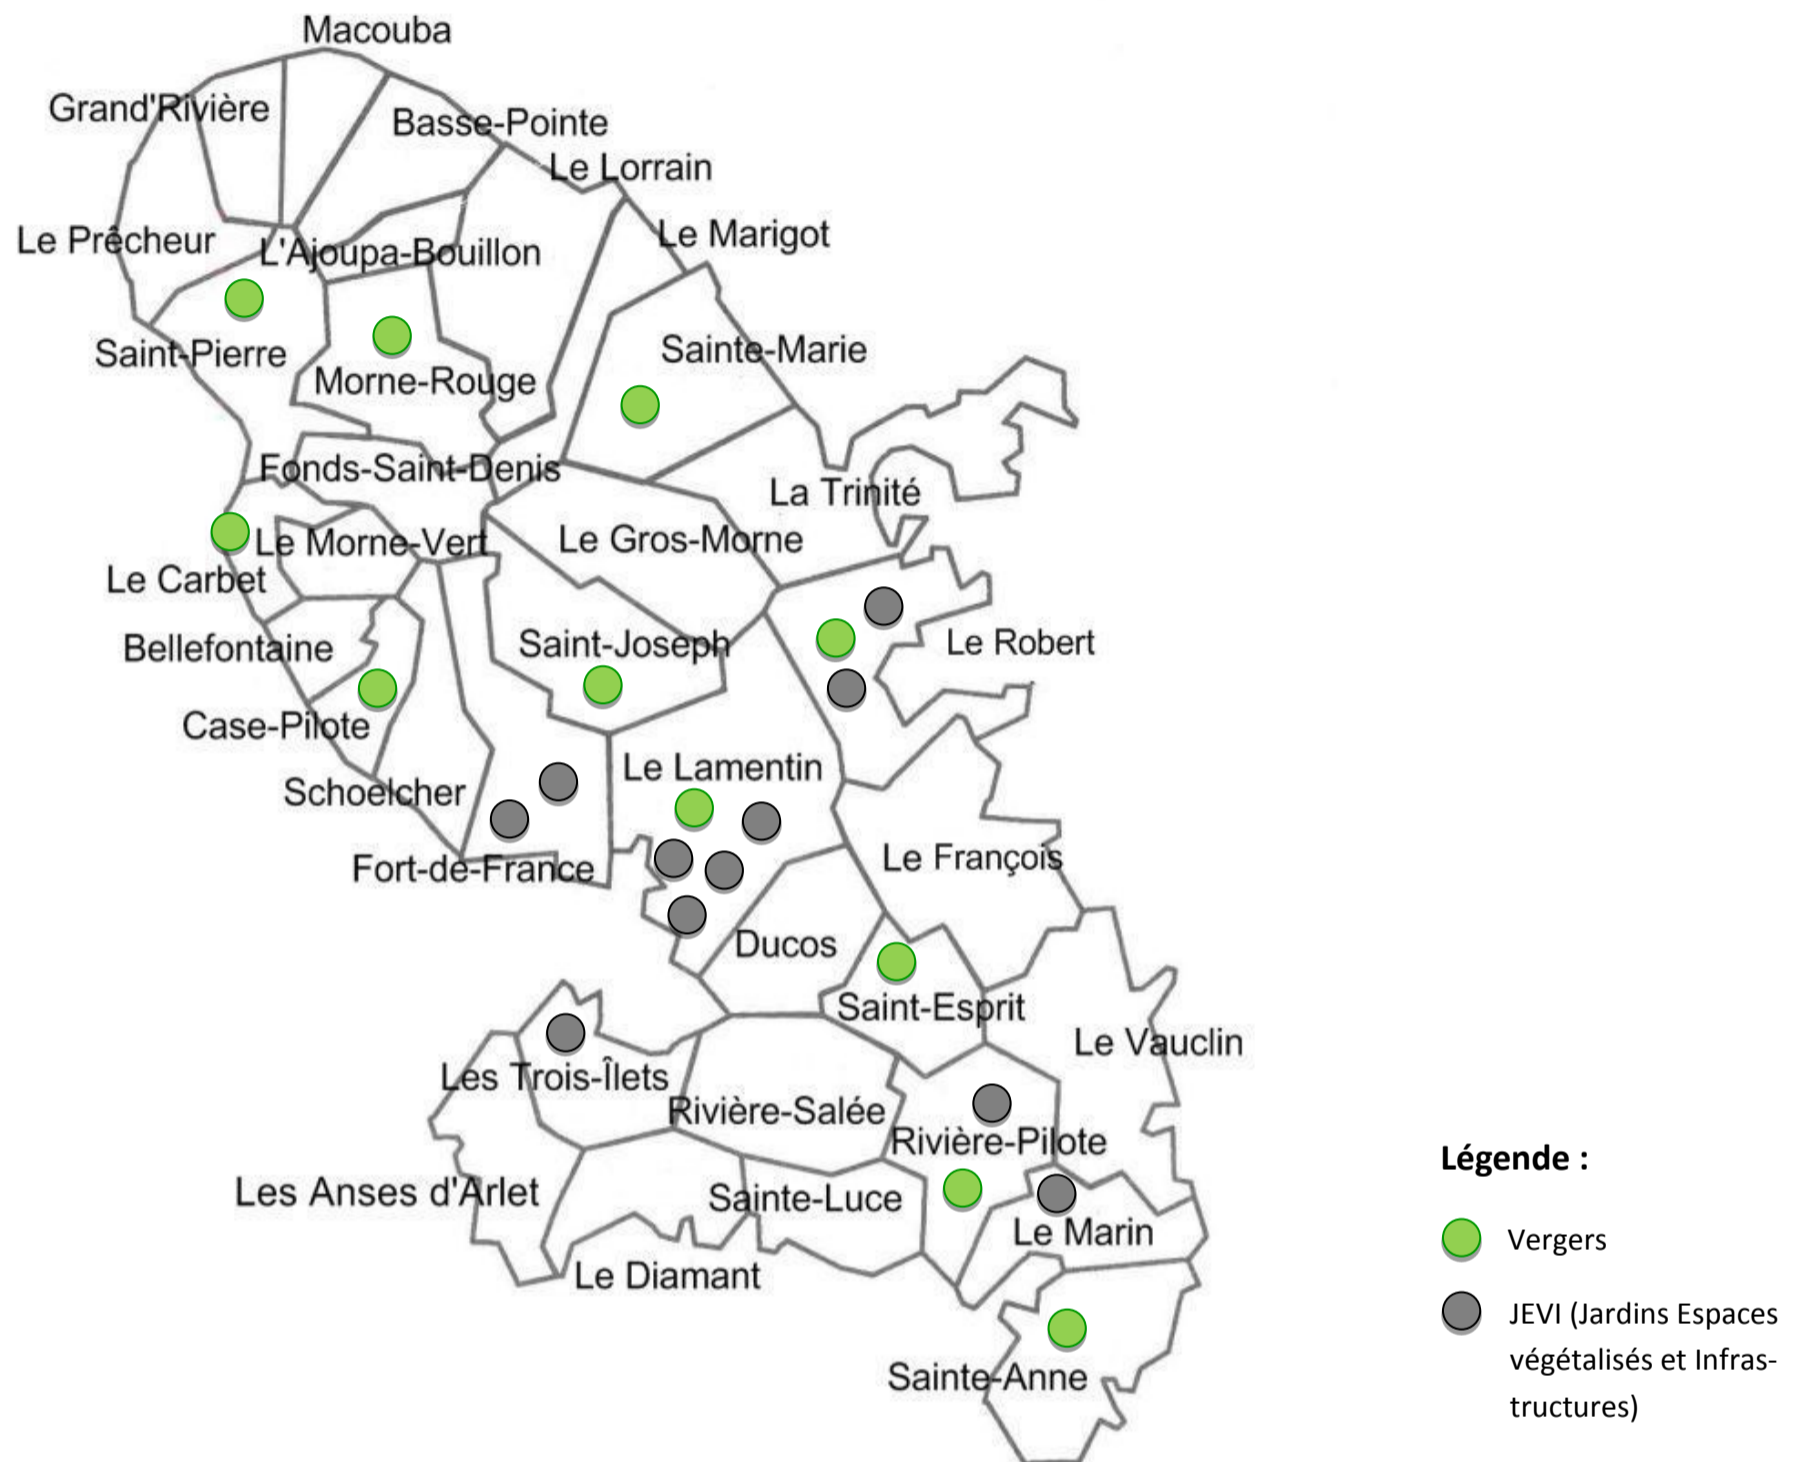 Macouba
Grand'Rivière
Basse-Pointe
Le Lorrain
Le Marigot
Le Prêcheur
L'Ajoupa-Bouillon
Saint-Pierre
Sainte-Marie
Morne-Rouge
Fonds-Saint-Denis
La Trinité
Le Morne-Vert
Le Gros-Morne
Le Carbet
Bellefontaine
Saint-Joseph
Le Robert
Case-Pilote
Le Lamentin
Schoelcher
Fort-de-France
Le François
Ducos
Saint-Esprit
Le Vauclin
Les Trois-Îlets
Rivière-Salée
Rivière-Pilote
Les Anses d'Arlet
Sainte-Luce
Le Marin
Le Diamant
Sainte-Anne
Légende :
Vergers
JEVI (Jardins Espaces
végétalisés et Infras-
tructures)